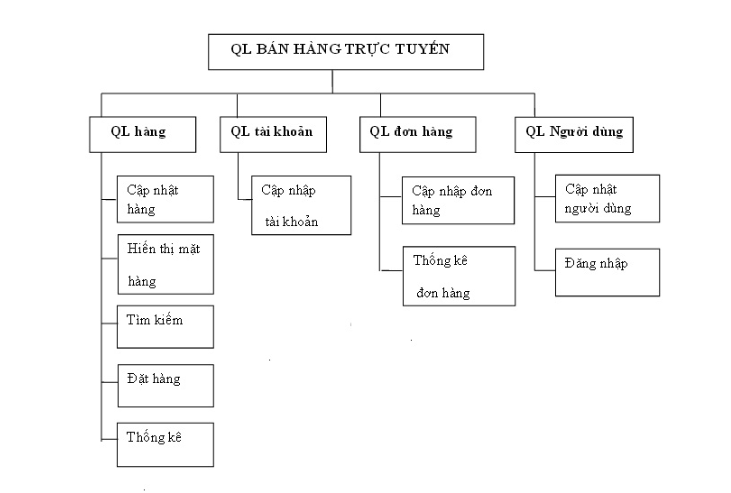 QL BÁN HÀNG TRỰC TUYẾN
QL hàng
QL tài khoản
QL đơn hàng
QL Người dùng
Cập nhật
hàng
Hiển thị mặt
hàng
Tìm kiếm
Đặt hàng
Thống kê
Cập nhập
tài khoản
Cập nhập đơn
hàng
Thống kê
đơn hàng
Cập nhật
người dùng
Đăng nhập